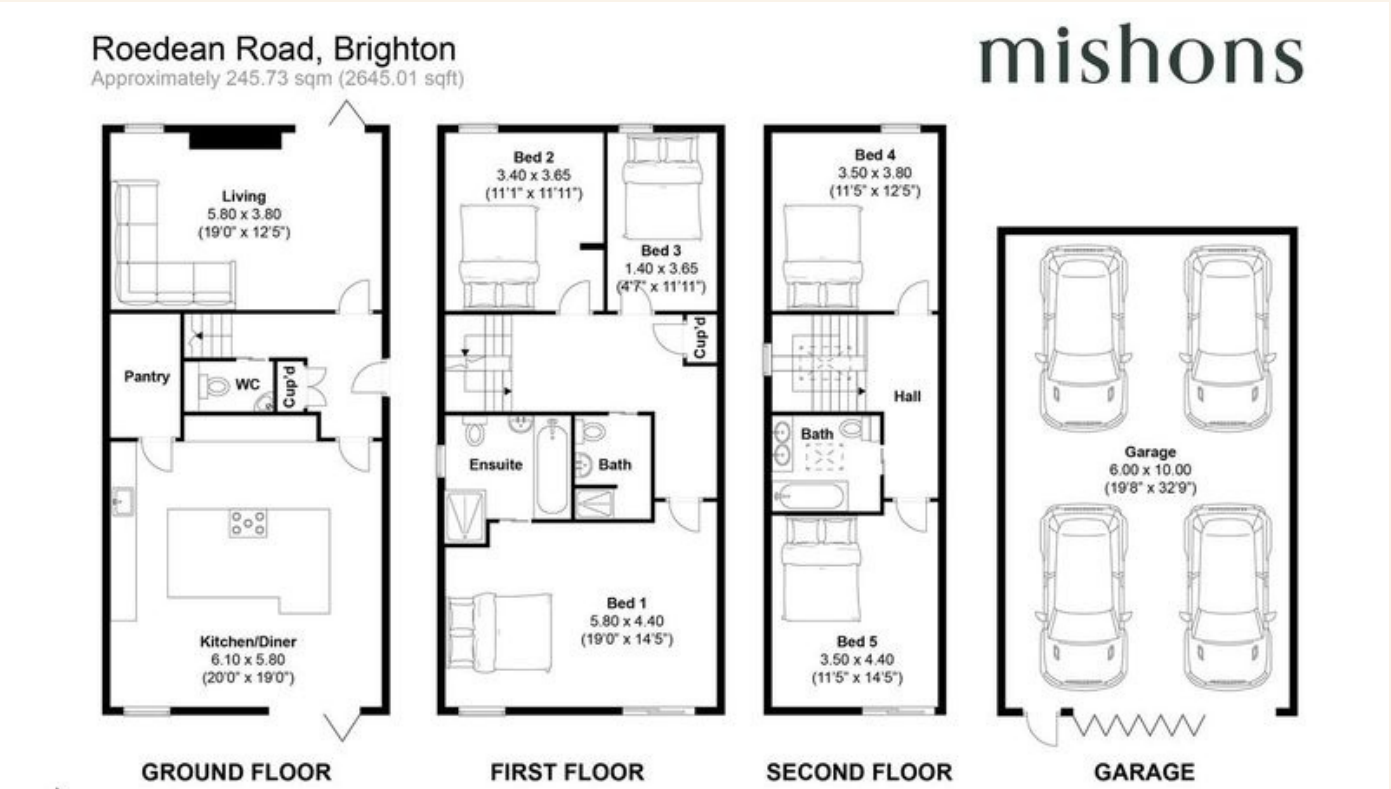 Roedean Road, Brighton
Approximately 245.73 sqm (2645.01 sqft)
mishons
Living
5.80 x 3.80
(19'0" x 12'5")
Pantry
WC
Cup'd
Kitchen/Diner
6.10 x 5.80
(20'0" x 19'0")
GROUND FLOOR
Bed 2
3.40 x 3.65
(11'1" x 11'11")
Bed 3
1.40 x 3.65
(4'7" x 11'11")
Cup'd
Ensuite
Bath
Bed 1
5.80 x 4.40
(19'0" x 14'5")
FIRST FLOOR
Bed 4
3.50 x 3.80
(11'5" x 12'5")
Hall
Bath
Bed 5
3.50 x 4.40
(11'5" x 14'5")
SECOND FLOOR
Garage
6.00 x 10.00
(19'8" x 32'9")
GARAGE